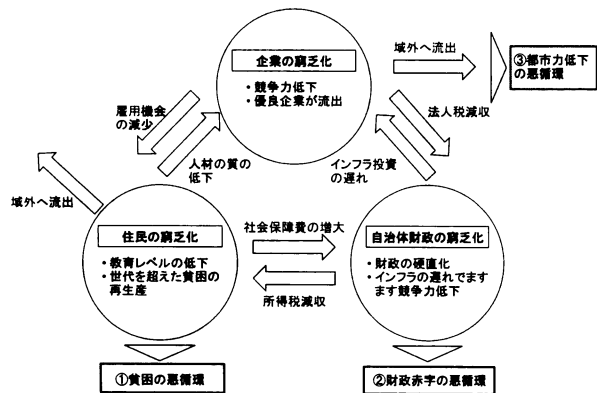 企業の窮乏化
・競争力低下
・優良企業が流出
域外へ流出
③都市力低下
の悪循環
雇用機会
の減少
人材の質の
低下
法人税減収
インフラ投資
の遅れ
域外へ流出
住民の窮乏化
・教育レベルの低下
・世代を超えた貧困の
再生産
社会保障費の増大
所得税減収
自治体財政の窮乏化
・財政の硬直化
・インフラの遅れでます
ます競争力低下
①貧困の悪循環
②財政赤字の悪循環